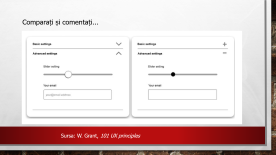 Comparați și comentați...
Basic settings
Advanced settings
Slider setting
Your email
Basic settings
Advanced settings
Slider setting
Your email
Sursa: W. Grant, 101 UX principles